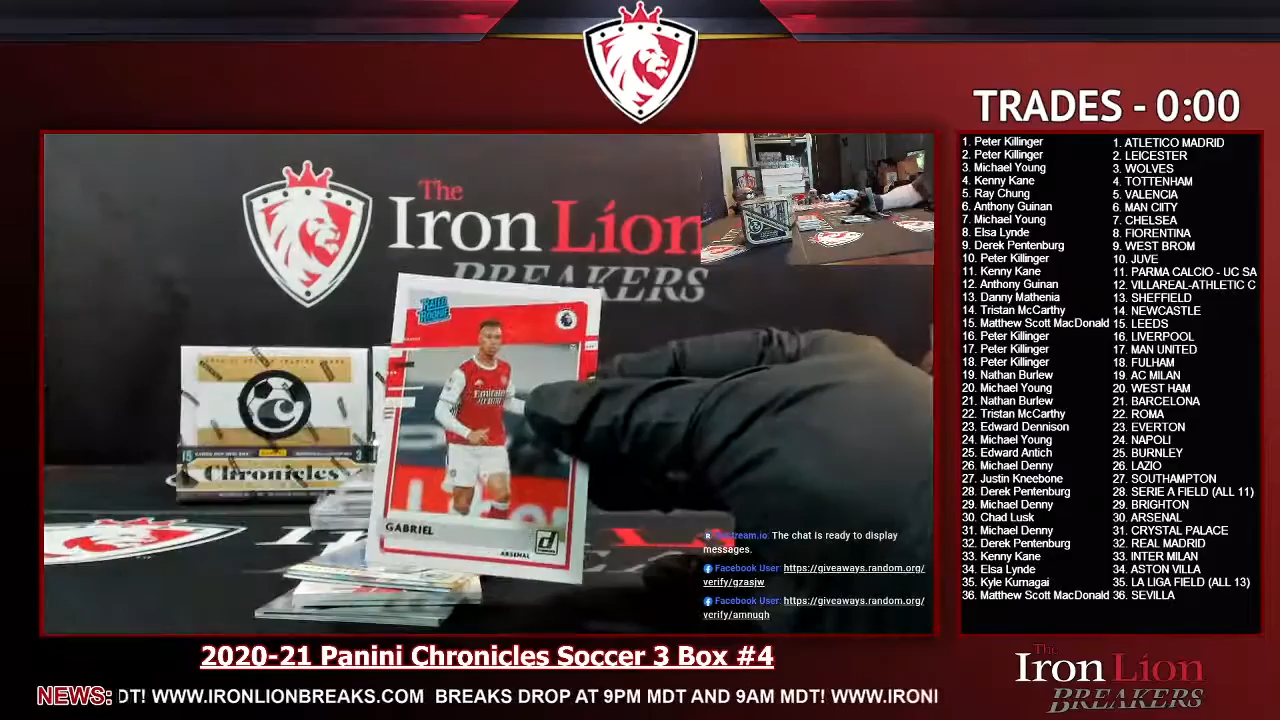 TRADES - 0:00
1. Peter Killinger 1. ATLETICO MADRID
2. Peter Killinger 2. LEICESTER
3. Michael Young 3. WOLVES
4. Kenny Kane 4. TOTTENHAM
5. Ray Chung 5. VALENCIA
6. Anthony Guinan 6. MAN CITY
7. Michael Young 7. CHELSEA
8. Elsa Lynde 8. FIORENTINA
9. Derek Pentenburg 9. WEST BROM
10. Peter Killinger 10. JUVE
11. Kenny Kane 11. PARMA CALCIO - UC SA
12. Anthony Guinan 12. VILLAREAL-ATHLETIC C
13. Danny Mathenia 13. SHEFFIELD
14. Tristan McCarthy 14. NEWCASTLE
15. Matthew Scott MacDonald 15. LEEDS
16. Peter Killinger 16. LIVERPOOL
17. Peter Killinger 17. MAN UNITED
18. Peter Killinger 18. FULHAM
19. Nathan Burlew 19. AC MILAN
20. Michael Young 20. WEST HAM
21. Nathan Burlew 21. BARCELONA
22. Tristan McCarthy 22. ROMA
23. Edward Dennison 23. EVERTON
24. Michael Young 24. NAPOLI
25. Edward Antich 25. BURNLEY
26. Michael Denny 26. LAZIO
27. Justin Kneebone 27. SOUTHAMPTON
28. Derek Pentenburg 28. SERIE A FIELD (ALL 11)
29. Michael Denny 29. BRIGHTON
30. Chad Lusk 30. ARSENAL
31. Michael Denny 31. CRYSTAL PALACE
32. Derek Pentenburg 32. REAL MADRID
33. Kenny Kane 33. INTER MILAN
34. Elsa Lynde 34. ASTON VILLA
35. Kyle Kumagai 35. LA LIGA FIELD (ALL 13)
36. Matthew Scott MacDonald 36. SEVILLA
The
Iron Lion
BREAKERS
RATED ROOKIE
Emirates
GABRIEL
ARSENAL
Chronicles
The chat is ready to display
messages.
Facebook User: https://giveaways.random.org/
verify/gzasjw
Facebook User: https://giveaways.random.org/
verify/amnuqh
2020-21 Panini Chronicles Soccer 3 Box #4
NEWS: DT! WWW.IRONLIONBREAKS.COM BREAKS DROP AT 9PM MDT AND 9AM MDT! WWW.IRONI
The
Iron Lion
BREAKERS